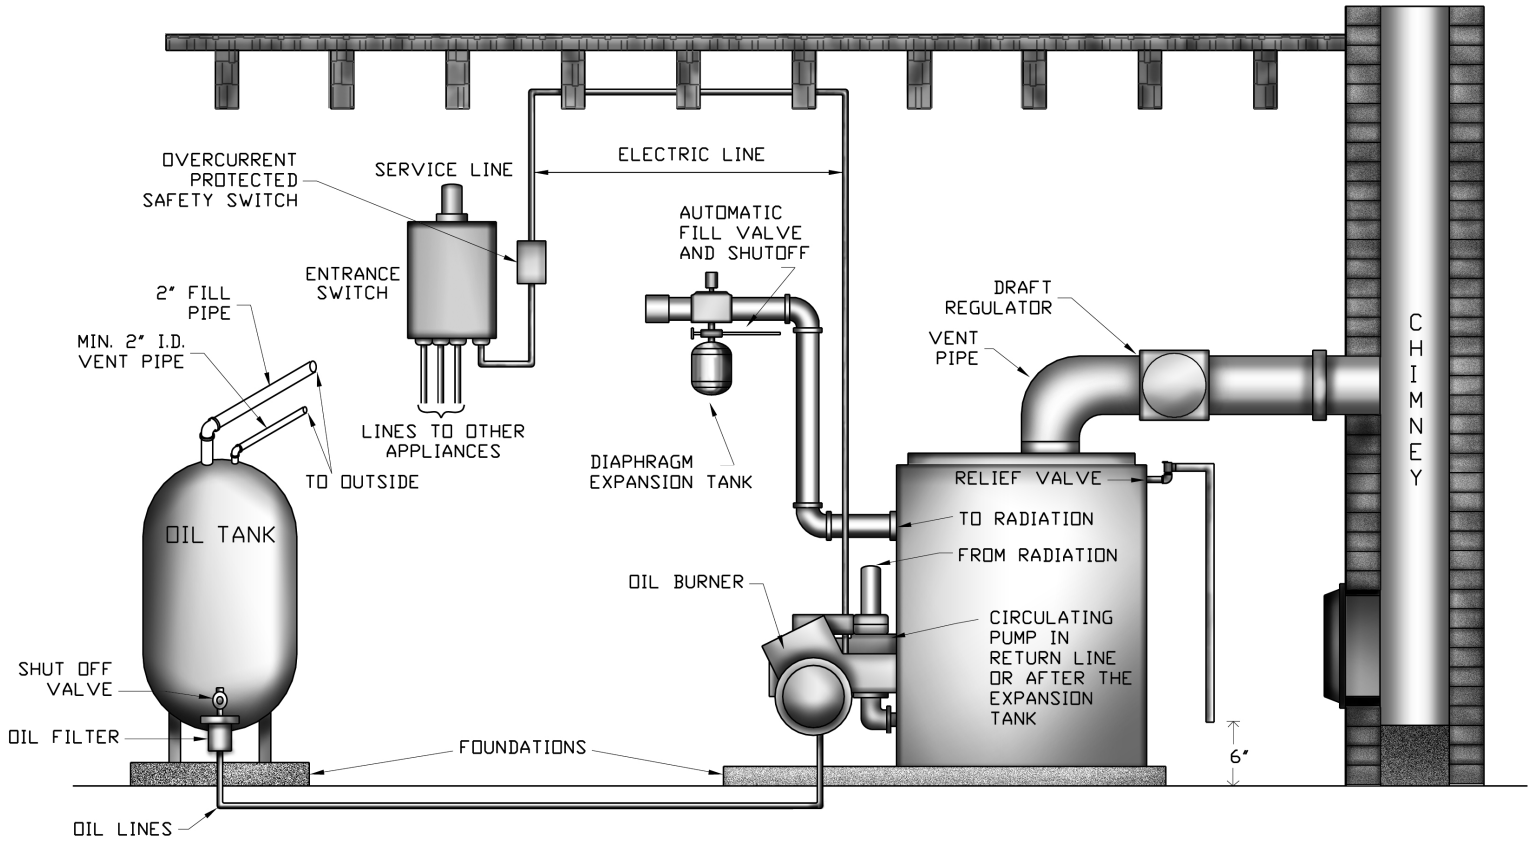 OVERCURRENT
PROTECTED
SAFETY SWITCH
SERVICE LINE
ELECTRIC LINE
AUTOMATIC
FILL VALVE
AND SHUTOFF
ENTRANCE
SWITCH
2" FILL
PIPE
MIN. 2" I.D.
VENT PIPE
DRAFT
REGULATOR
VENT
PIPE
CHIMNEY
LINES TO OTHER
APPLIANCES
TO OUTSIDE
DIAPHRAGM
EXPANSION TANK
RELIEF VALVE
OIL TANK
TO RADIATION
FROM RADIATION
OIL BURNER
CIRCULATING
PUMP IN
RETURN LINE
OR AFTER THE
EXPANSION
TANK
SHUT OFF
VALVE
OIL FILTER
FOUNDATIONS
6"
OIL LINES